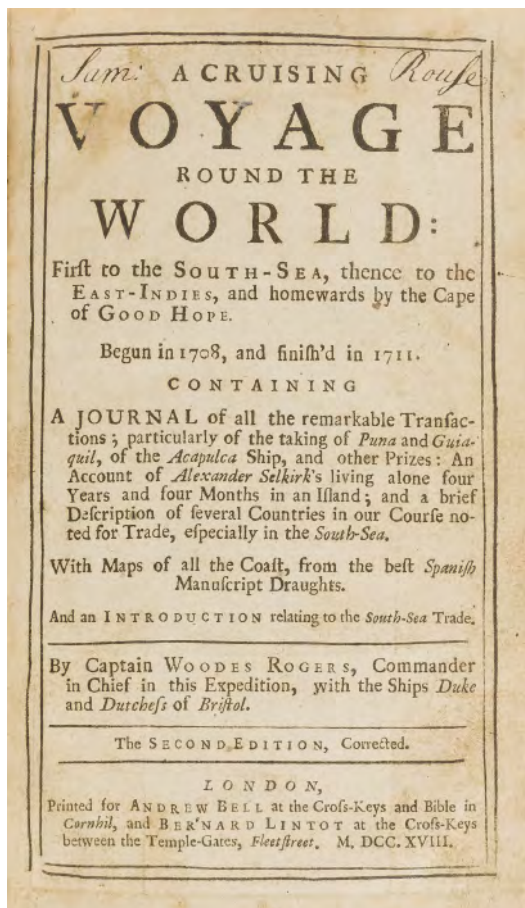 Sam: A CRUISING Rouſe
VOYAGE
ROUND THE
WORLD:
Firſt to the SOUTH-SEA, thence to the
EAST-INDIES, and homewards by the Cape
of GOOD HOPE.
Begun in 1708, and finiſh'd in 1711.
CONTAINING
A JOURNAL of all the remarkable Tranſac-
tions; particularly of the taking of Puna and Guia-
quil, of the Acapulca Ship, and other Prizes: An
Account of Alexander Selkirk's living alone four
Years and four Months in an Iſland; and a brief
Deſcription of ſeveral Countries in our Courſe no-
ted for Trade, eſpecially in the South-Sea.
With Maps of all the Coaſt, from the beſt Spaniſh
Manuſcript Draughts.
And an INTRODUCTION relating to the South-Sea Trade.
By Captain WOODES ROGERS, Commander
in Chief in this Expedition, with the Ships Duke
and Dutcheſs of Briſtol.
The SECOND EDITION, Corrected.
LONDON,
Printed for ANDREW BELL at the Croſs-Keys and Bible in
Cornhil, and BERNARD LINTOT at the Croſs-Keys
between the Temple-Gates, Fleetſtreet. M. DCC. XVIII.